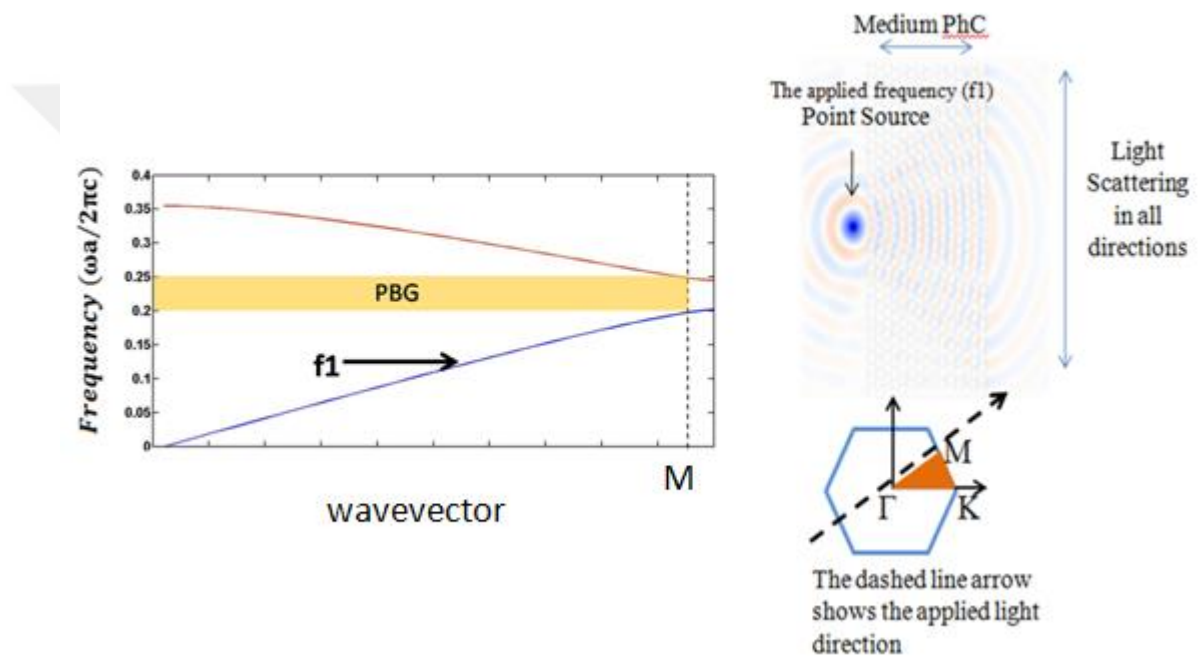 Medium PhC
The applied frequency (f1)
Point Source
Light
Scattering
in all
directions
Frequency (ωa/2πc)
0.4
0.35
0.3
0.25
0.2
0.15
0.1
0.05
0
PBG
f1
M
wavevector
M
Γ
K
The dashed line arrow
shows the applied light
direction